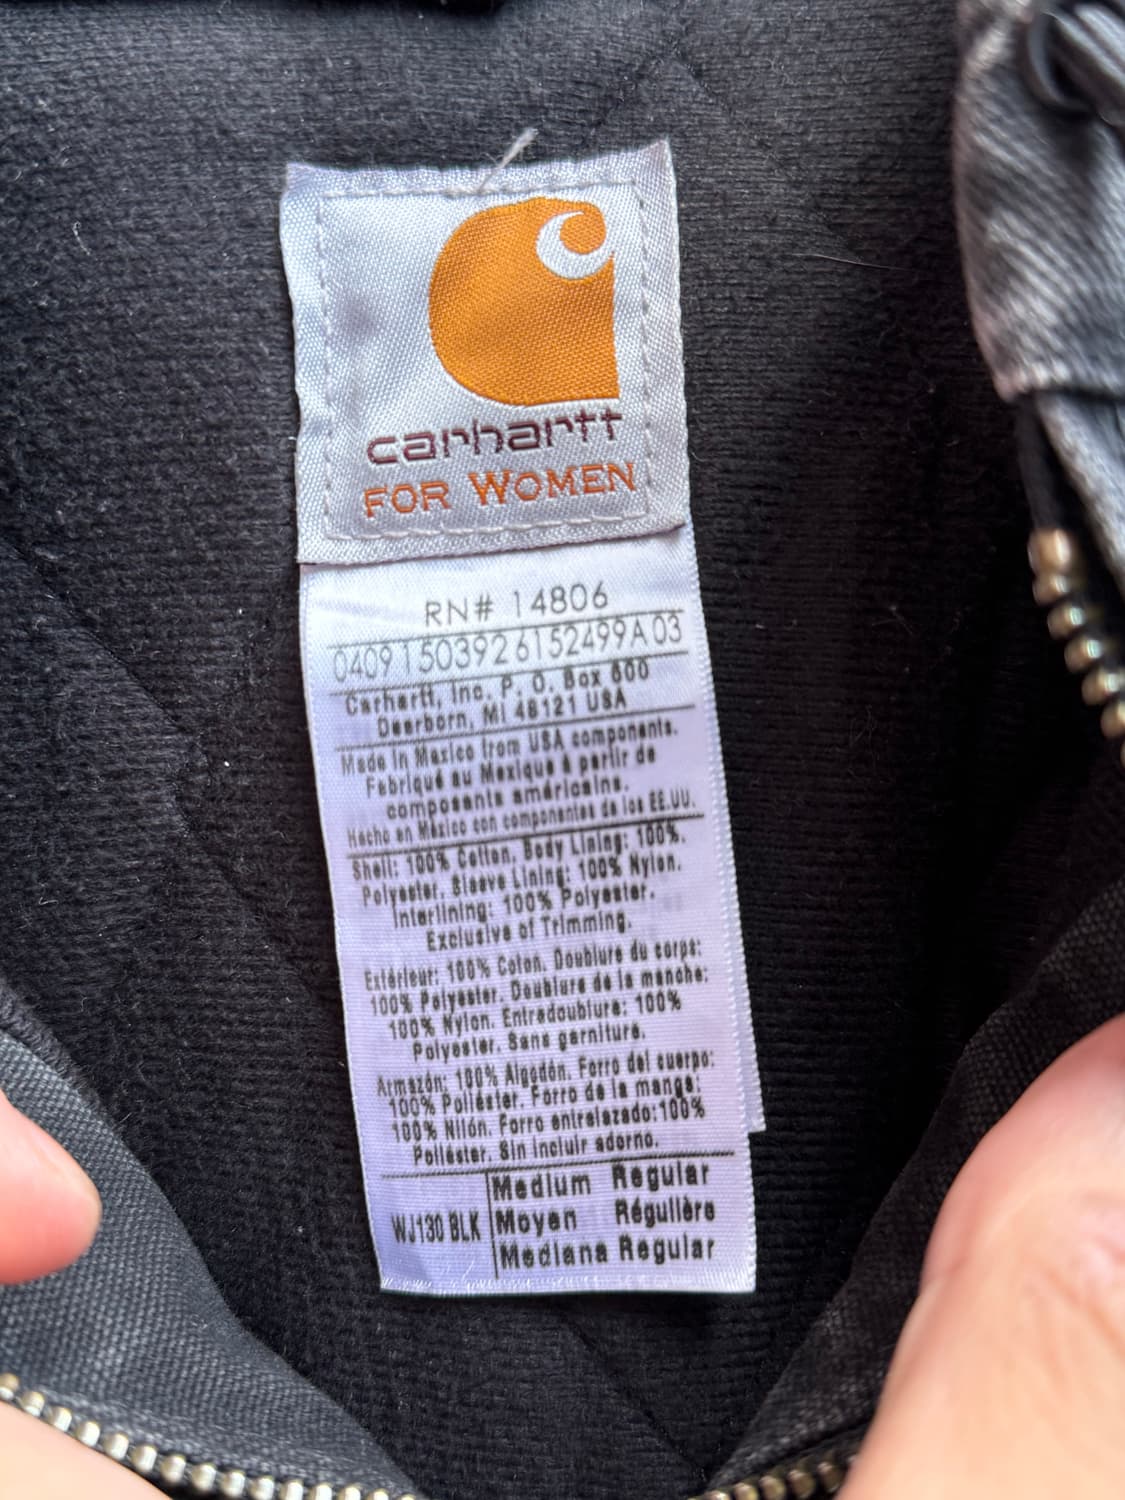 carhartt
FOR WOMEN
RN# 14806
04091503926152499A03
Carhartt, Inc. P. O. Box 600
Dearborn, MI 48121 USA
Made in Mexico from USA components.
Fabriqué au Mexique à partir de
composants américains.
Hecho en México con componentes de los EE.UU.
Shell: 100% Cotton. Body Lining: 100%.
Polyester. Sleeve Lining: 100% Nylon.
Interlining: 100% Polyester.
Exclusive of Trimming.
Extérieur: 100% Coton. Doublure du corps:
100% Polyester. Doublure de la manche:
100% Nylon. Entredoublure: 100%
Polyester. Sans garniture.
Armazón: 100% Algodón. Forro del cuerpo:
100% Poliéster. Forro de la manga:
100% Nilón. Forro entrelazado:100%
Poliéster. Sin incluir adorno.
WJ130 BLK
Medium Regular
Moyen Régulière
Mediana Regular